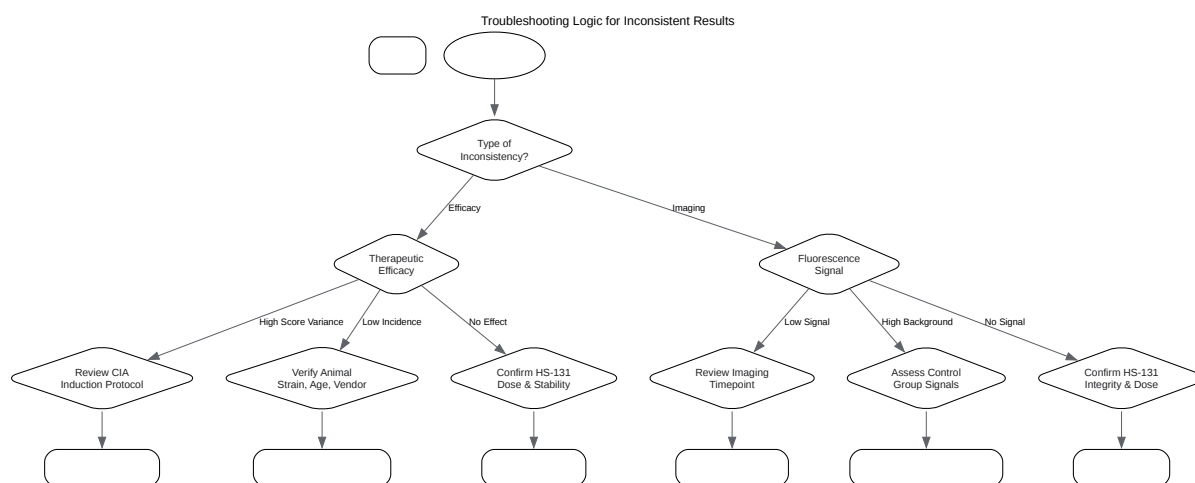 Troubleshooting Logic for Inconsistent Results
Type of
Inconsistency?
Efficacy
Imaging
Therapeutic
Efficacy
Fluorescence
Signal
High Score Variance
Low Incidence
No Effect
Low Signal
High Background
No Signal
Review CIA
Induction Protocol
Verify Animal
Strain, Age, Vendor
Confirm HS-131
Dose & Stability
Review Imaging
Timepoint
Assess Control
Group Signals
Confirm HS-131
Integrity & Dose